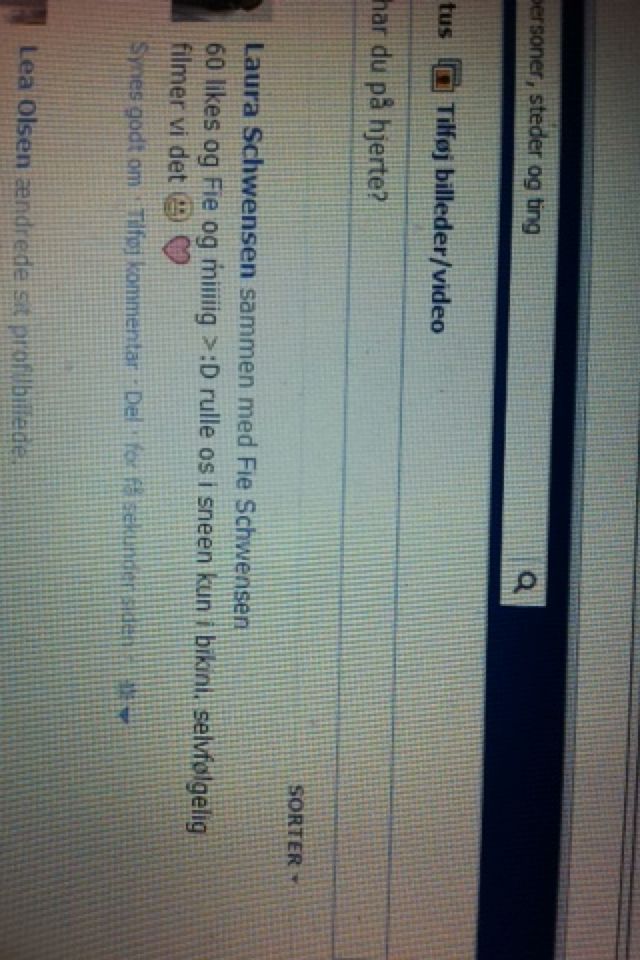 personer, steder og ting
tus Tilføj billeder/video
har du på hjerte?
SORTER
Laura Schwensen sammen med Fie Schwensen
60 likes og Fie og miiiiig >:D rulle os i sneen kun i bikini. selvfølgelig
filmer vi det
Synes godt om · Tilføj kommentar · Del · for få sekunder siden ·
Lea Olsen ændrede sit profilbillede.